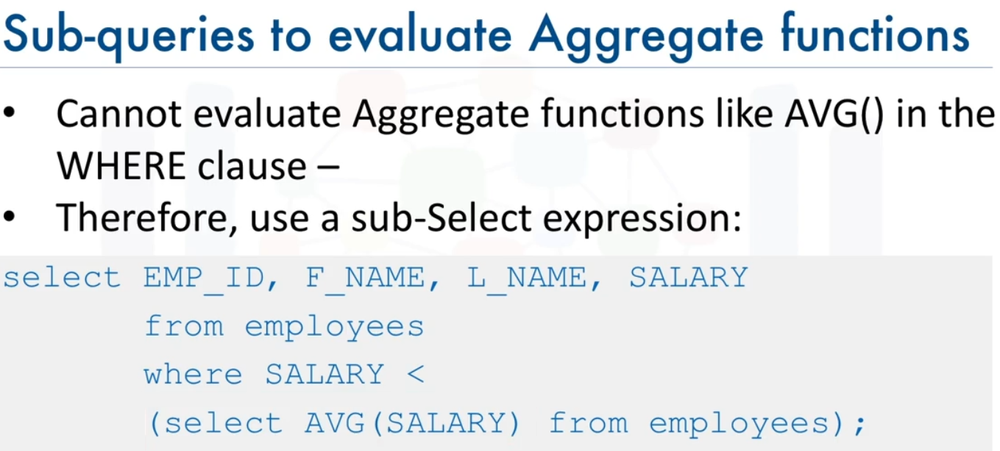 Sub-queries to evaluate Aggregate functions
• Cannot evaluate Aggregate functions like AVG() in the
WHERE clause –
• Therefore, use a sub-Select expression:
select EMP_ID, F_NAME, L_NAME, SALARY
from employees
where SALARY <
(select AVG(SALARY) from employees);